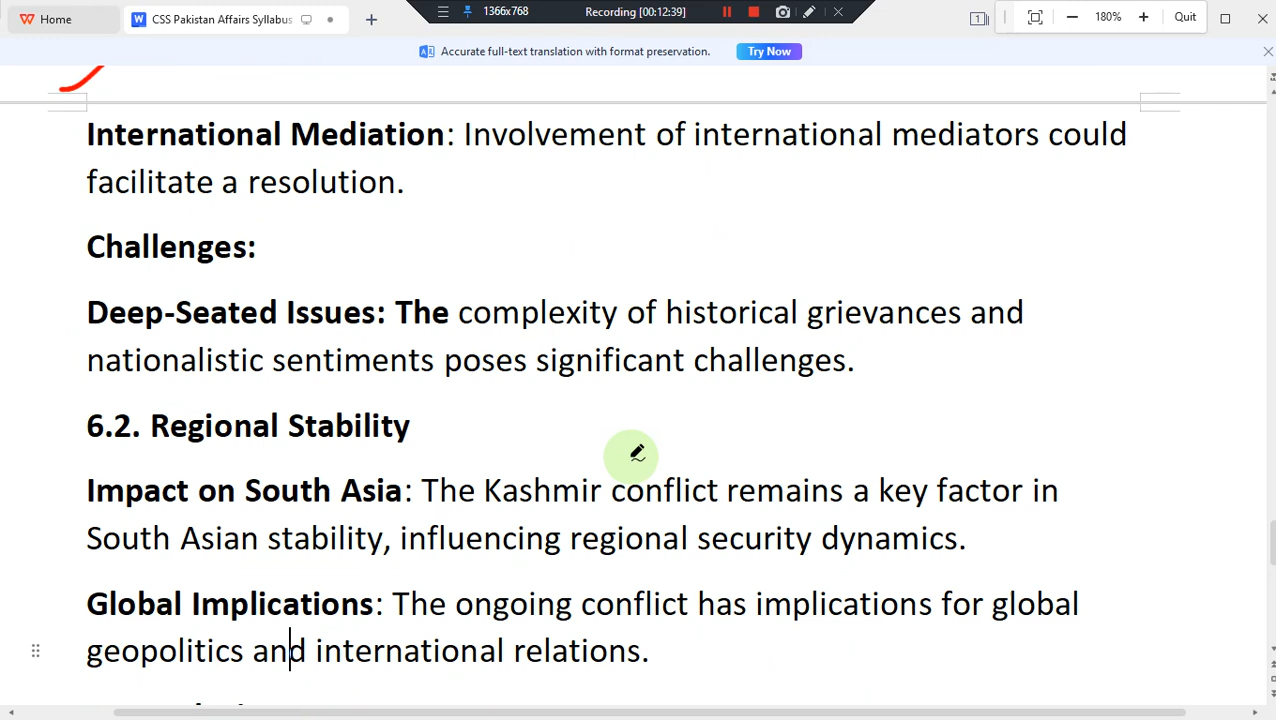 Home
CSS Pakistan Affairs Syllabus
1366x768
Recording [00:12:39]
1
180%
Quit
Accurate full-text translation with format preservation.
Try Now
International Mediation: Involvement of international mediators could
facilitate a resolution.
Challenges:
Deep-Seated Issues: The complexity of historical grievances and
nationalistic sentiments poses significant challenges.
6.2. Regional Stability
Impact on South Asia: The Kashmir conflict remains a key factor in
South Asian stability, influencing regional security dynamics.
Global Implications: The ongoing conflict has implications for global
geopolitics and international relations.